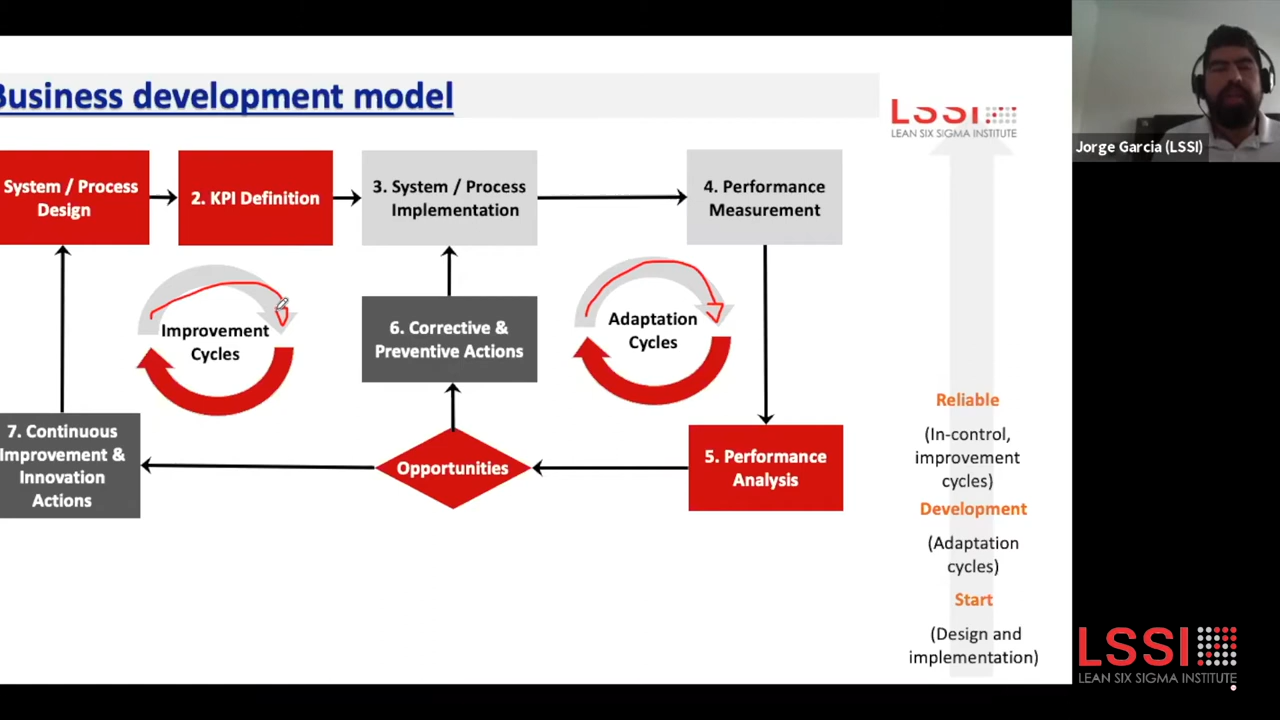 Business development model
LSSI
LEAN SIX SIGMA INSTITUTE
Jorge Garcia (LSSI)
System / Process
Design
2. KPI Definition
3. System / Process
Implementation
4. Performance
Measurement
Improvement
Cycles
6. Corrective &
Preventive Actions
Adaptation
Cycles
7. Continuous
Improvement &
Innovation
Actions
Opportunities
5. Performance
Analysis
Reliable
(In-control,
improvement
cycles)
Development
(Adaptation
cycles)
Start
(Design and
implementation)
LSSI
LEAN SIX SIGMA INSTITUTE